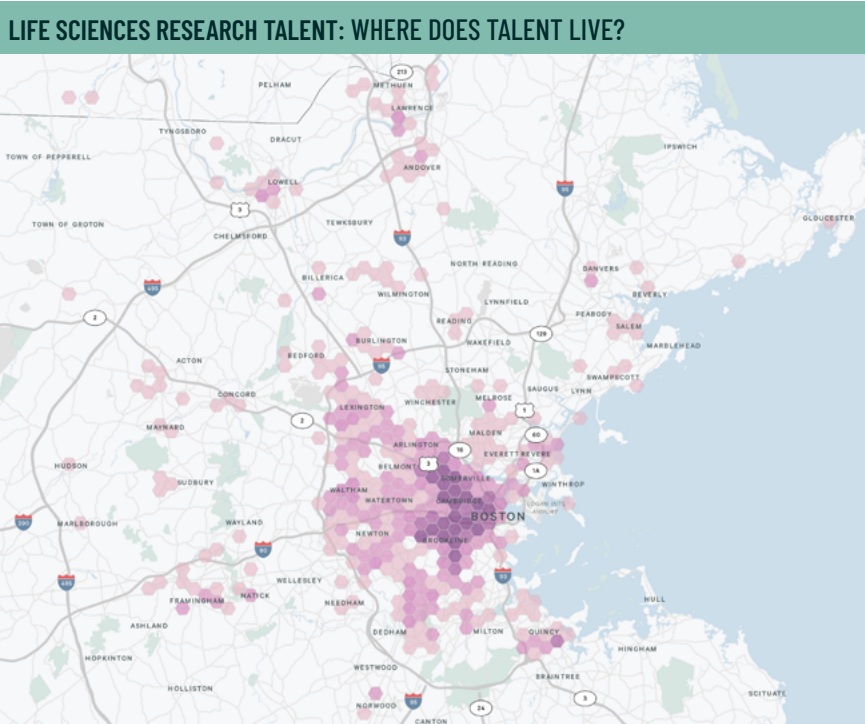 LIFE SCIENCES RESEARCH TALENT: WHERE DOES TALENT LIVE?
213
METHUEN
PELHAM
LAWRENCE
TYNGSBORO
DRACUT
IPSWICH
TOWN OF PEPPERELL
ANDOVER
LOWELL
95
3
GLOUCESTER
TOWN OF GROTON
TEWKSBURY
CHELMSFORD
93
NORTH READING
DANVERS
BILLERICA
495
WILMINGTON
BEVERLY
LYNNFIELD
PEABODY
2
READING
SALEM
129
BURLINGTON
WAKEFIELD
MARBLEHEAD
BEDFORD
ACTON
95
STONEHAM
SWAMPSCOTT
SAUGUS
LYNN
CONCORD
MELROSE
WINCHESTER
LEXINGTON
1
2
MAYNARD
MALDEN
60
ARLINGTON
16
EVERETT
REVERE
HUDSON
BELMONT
3
1A
SUDBURY
SOMERVILLE
WINTHROP
WALTHAM
WATERTOWN
CAMBRIDGE
LOGAN INTL
AIRPORT
BOSTON
290
MARLBOROUGH
WAYLAND
NEWTON
BROOKLINE
90
495
WELLESLEY
93
NATICK
FRAMINGHAM
NEEDHAM
HULL
ASHLAND
DEDHAM
MILTON
QUINCY
HINGHAM
HOPKINTON
WESTWOOD
BRAINTREE
HOLLISTON
SCITUATE
NORWOOD
95
24
3
CANTON